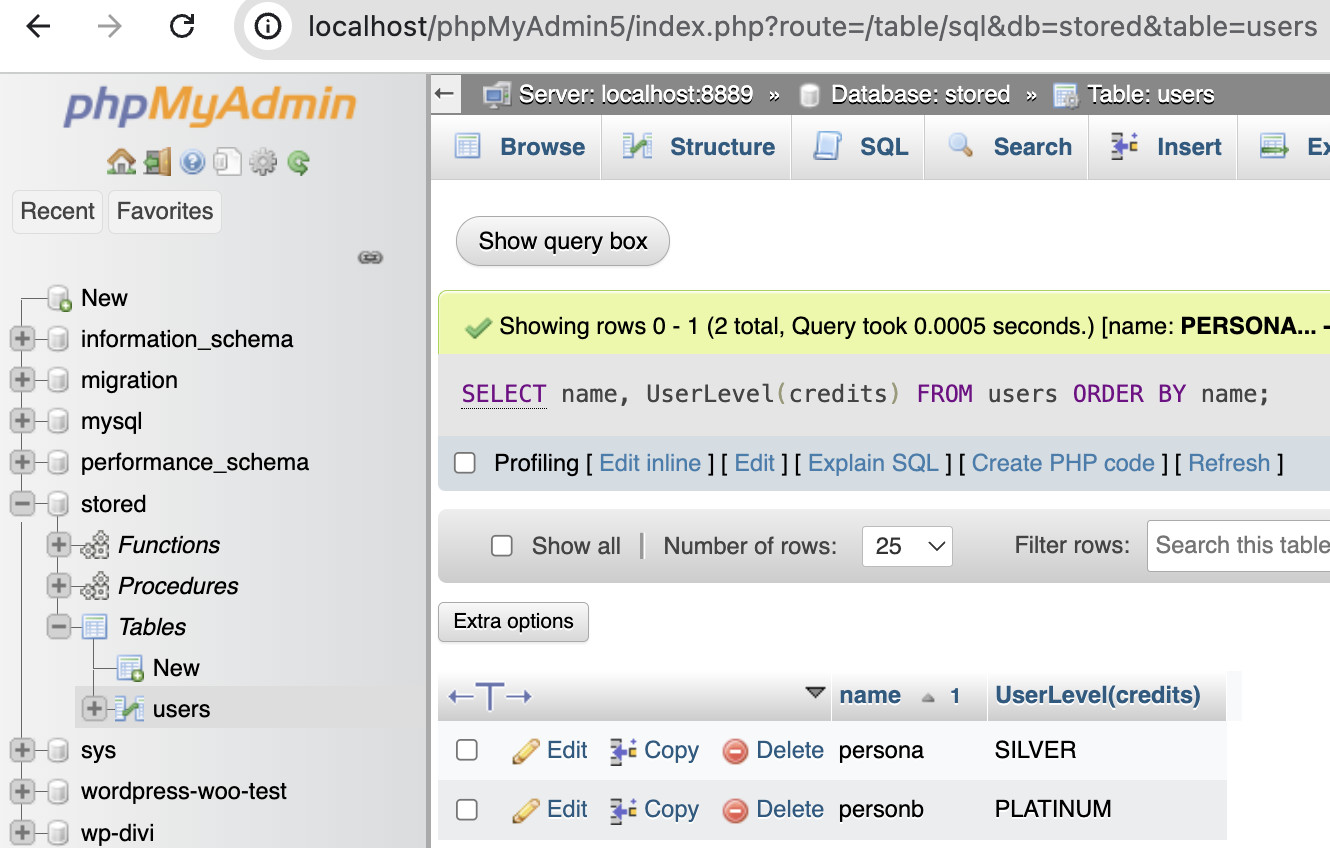 localhost/phpMyAdmin5/index.php?route=/table/sql&db=stored&table=users
phpMyAdmin
Recent Favorites
New
information_schema
migration
mysql
performance_schema
stored
Functions
Procedures
Tables
New
users
sys
wordpress-woo-test
wp-divi
Server: localhost:8889 » Database: stored » Table: users
Browse Structure SQL Search Insert Ex
Show query box
Showing rows 0 - 1 (2 total, Query took 0.0005 seconds.) [name: PERSONA... -
SELECT name, UserLevel(credits) FROM users ORDER BY name;
Profiling [ Edit inline ] [ Edit ] [ Explain SQL ] [ Create PHP code ] [ Refresh ]
Show all | Number of rows: 25 Filter rows: Search this table
Extra options
←T→ name 1 UserLevel(credits)
Edit Copy Delete persona SILVER
Edit Copy Delete personb PLATINUM